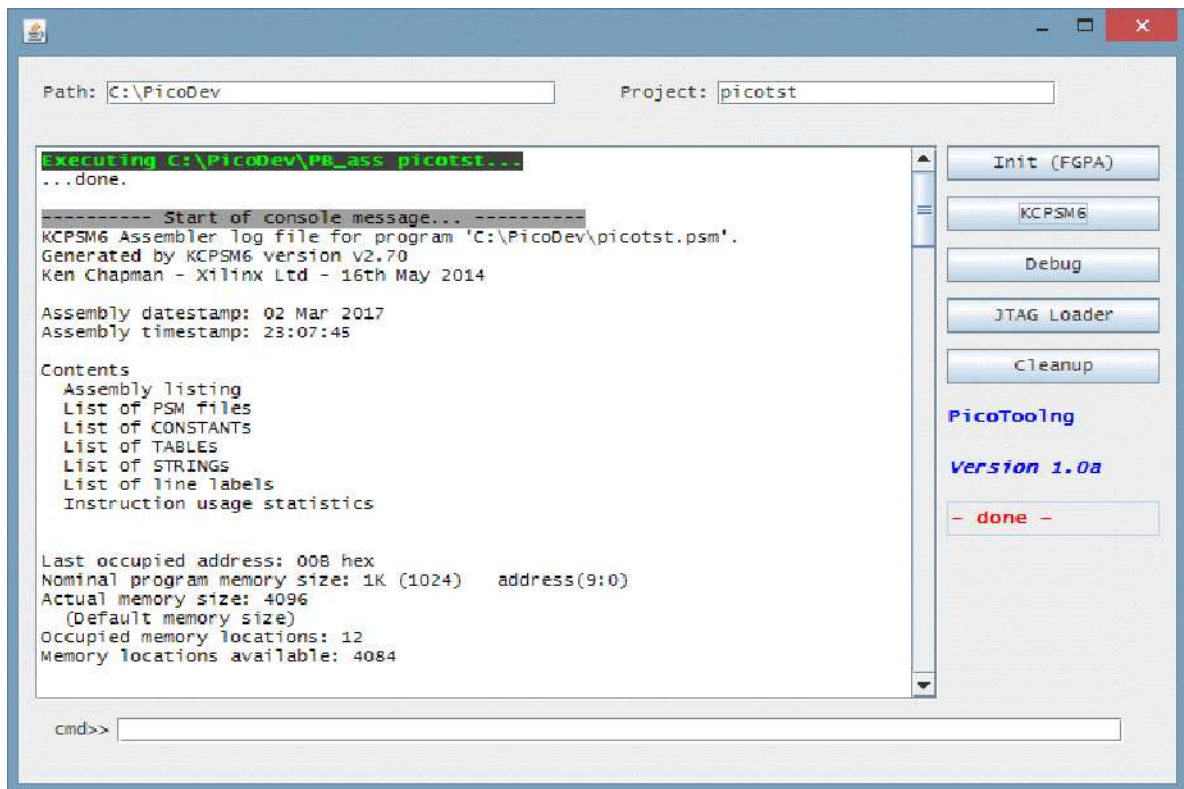 Path: C:\PicoDev
Project: picotst
Executing C:\PicoDev\PB_ass picotst...
...done.
---------- Start of console message... ----------
KCPSM6 Assembler log file for program 'C:\PicoDev\picotst.psm'.
Generated by KCPSM6 version v2.70
Ken Chapman - Xilinx Ltd - 16th May 2014
Assembly datestamp: 02 Mar 2017
Assembly timestamp: 23:07:45
Contents
Assembly listing
List of PSM files
List of CONSTANTs
List of TABLEs
List of STRINGs
List of line labels
Instruction usage statistics
Last occupied address: 00B hex
Nominal program memory size: 1K (1024)   address(9:0)
Actual memory size: 4096
(Default memory size)
Occupied memory locations: 12
Memory locations available: 4084
Init (FGPA)
KCPSM6
Debug
JTAG Loader
Cleanup
PicoToolng
Version 1.0a
- done -
cmd>>